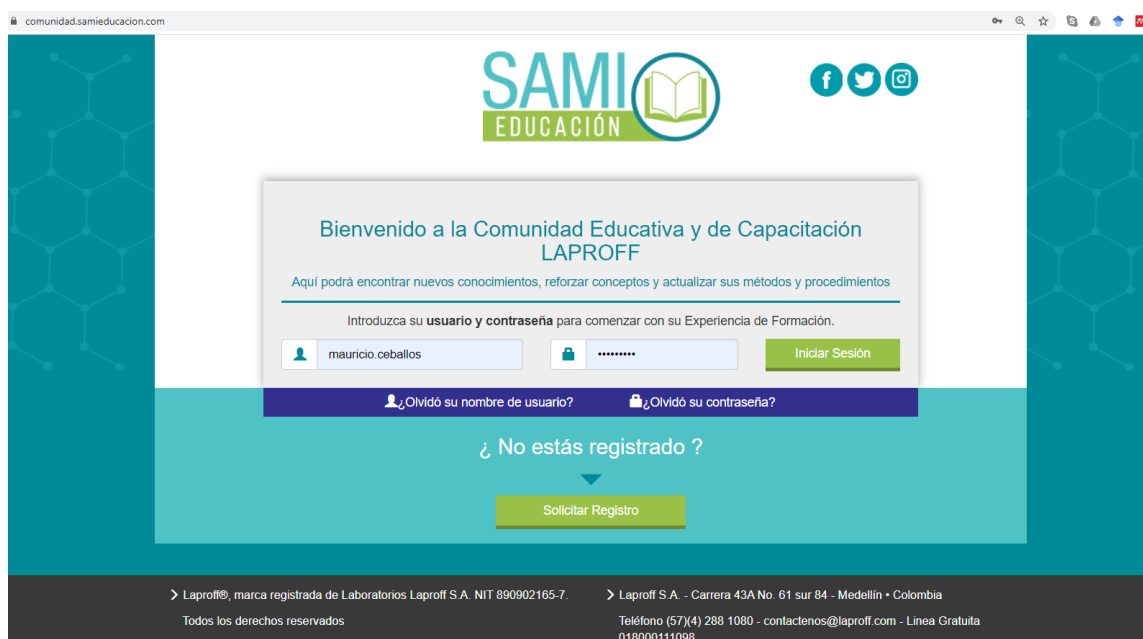 comunidad.samieducacion.com
SAMI
EDUCACIÓN
Bienvenido a la Comunidad Educativa y de Capacitación
LAPROFF
Aquí podrá encontrar nuevos conocimientos, reforzar conceptos y actualizar sus métodos y procedimientos
Introduzca su usuario y contraseña para comenzar con su Experiencia de Formación.
mauricio.ceballos
•••••••••
Iniciar Sesión
¿Olvidó su nombre de usuario?
¿Olvidó su contraseña?
¿ No estás registrado ?
Solicitar Registro
Laproff®, marca registrada de Laboratorios Laproff S.A. NIT 890902165-7.
Todos los derechos reservados
Laproff S.A. - Carrera 43A No. 61 sur 84 - Medellín • Colombia
Teléfono (57)(4) 288 1080 - contactenos@laproff.com - Linea Gratuita
018000111098